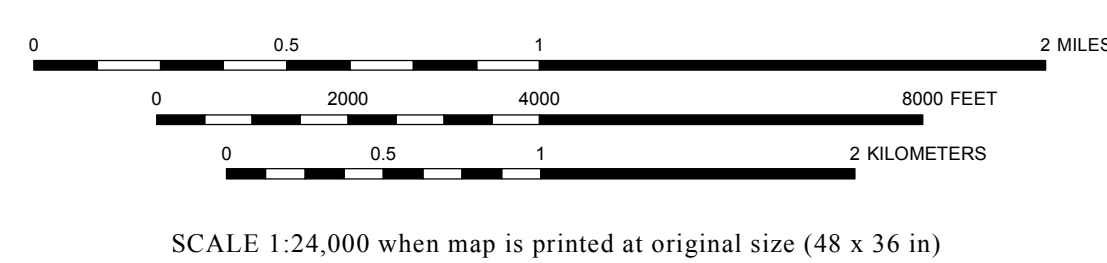 0 0.5 1 2 MILES
0 2000 4000 8000 FEET
0 0.5 1 2 KILOMETERS
SCALE 1:24,000 when map is printed at original size (48 x 36 in)